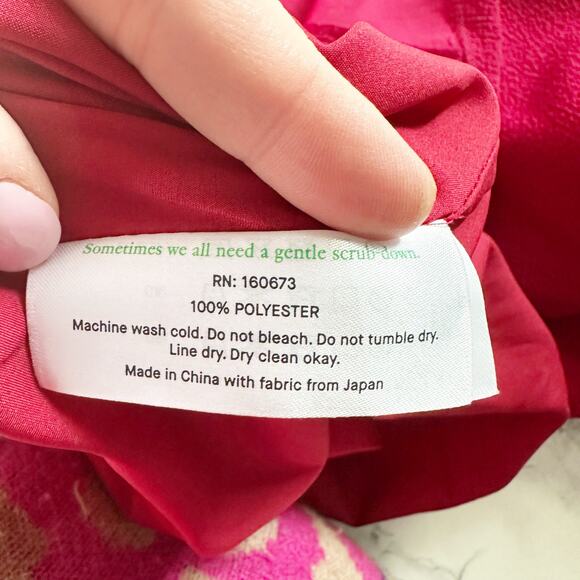 Sometimes we all need a gentle scrub-down.
RN: 160673
100% POLYESTER
Machine wash cold. Do not bleach. Do not tumble dry.
Line dry. Dry clean okay.
Made in China with fabric from Japan